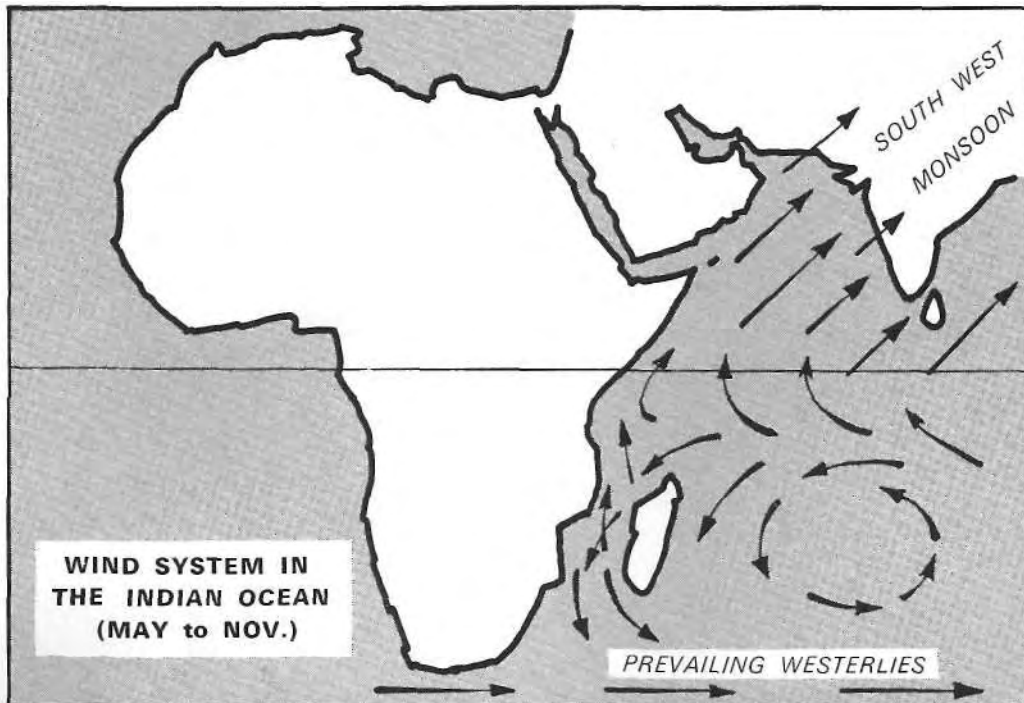 SOUTH WEST
MONSOON
WIND SYSTEM IN
THE INDIAN OCEAN
(MAY to NOV.)
PREVAILING WESTERLIES